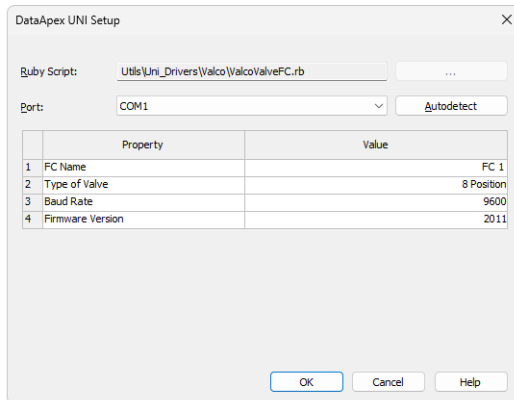 DataApex UNI Setup
Ruby Script: Utils\Uni_Drivers\Valco\ValcoValveFC.rb ...
Port: COM1 Autodetect
Property Value
1 FC Name FC 1
2 Type of Valve 8 Position
3 Baud Rate 9600
4 Firmware Version 2011
OK Cancel Help